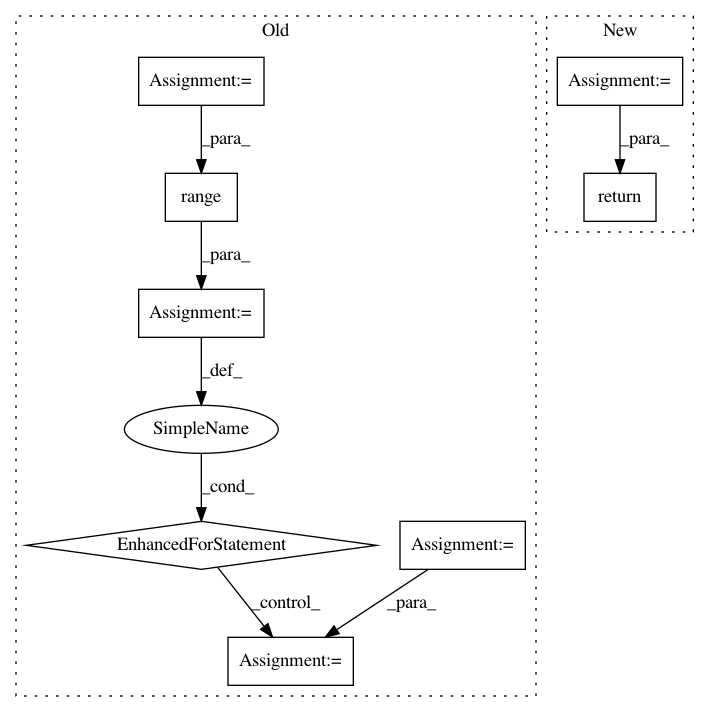 Old
New
Assignment:=
Assignment:=
_para_
_para_
range
return
_para_
Assignment:=
_def_
SimpleName
_cond_
EnhancedForStatement
Assignment:=
_control_
_para_
Assignment:=